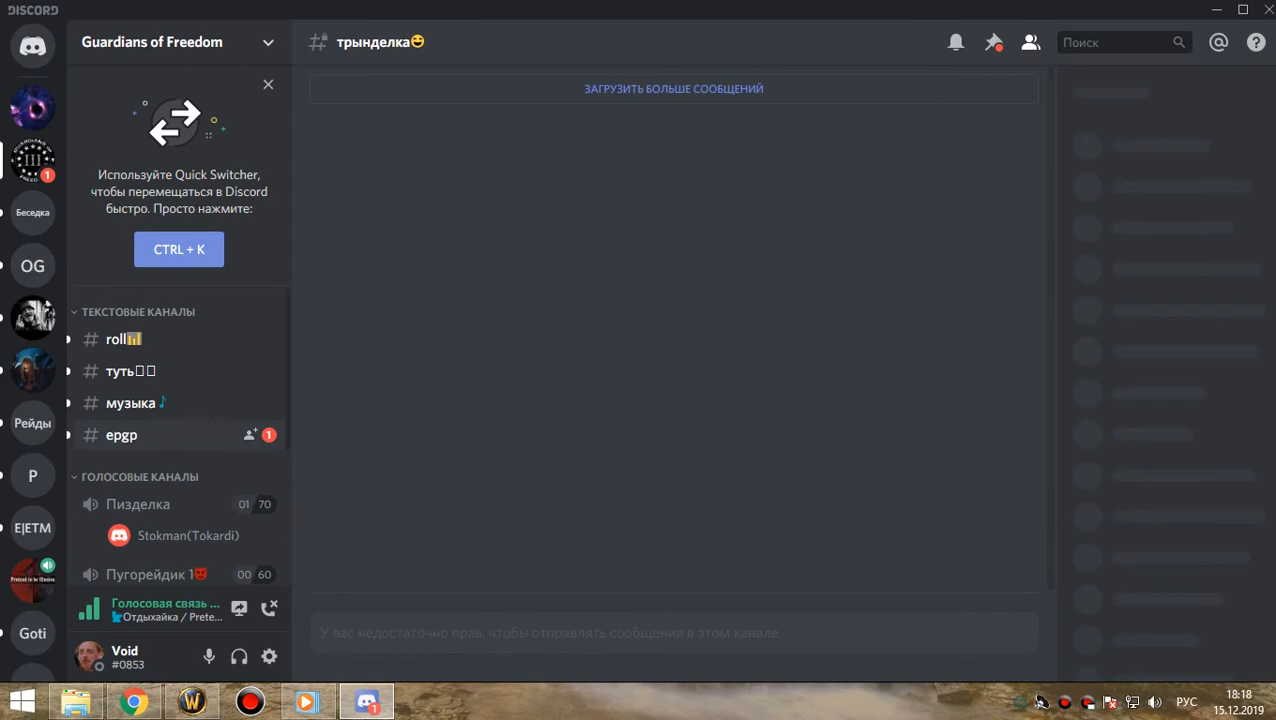 DISCORD
Guardians of Freedom
трынделка
Поиск
ЗАГРУЗИТЬ БОЛЬШЕ СООБЩЕНИЙ
Используйте Quick Switcher,
чтобы перемещаться в Discord
быстро. Просто нажмите:
CTRL + K
1
Беседка
OG
Рейды
P
E|ETM
Goti
ТЕКСТОВЫЕ КАНАЛЫ
roll
туть
музыка
epgp 1
ГОЛОСОВЫЕ КАНАЛЫ
Пизделка 01 70
Stokman(Tokardi)
Пугорейдик 1 00 60
Голосовая связь ...
Отдыхайка / Prete...
У вас недостаточно прав, чтобы отправлять сообщения в этом канале.
Void
#0853
1
РУС
18:18
15.12.2019